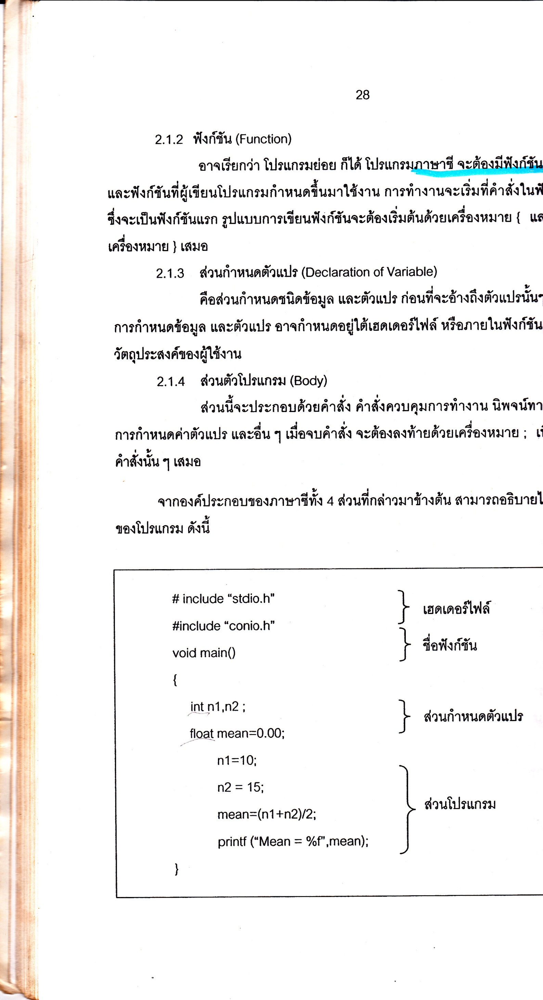 28
2.1.2 ฟังก์ชัน (Function)
อาจเรียกว่า โปรแกรมย่อย ก็ได้ โปรแกรมภาษาซี จะต้องมีฟังก์ชัน
และฟังก์ชันที่ผู้เขียนโปรแกรมกำหนดขึ้นมาใช้งาน การทำงานจะเริ่มที่คำสั่งใน
ซึ่งจะเป็นฟังก์ชันแรก รูปแบบการเขียนฟังก์ชันจะต้องเริ่มต้นด้วยเครื่องหมาย {
เครื่องหมาย } เสมอ
2.1.3 ส่วนกำหนดตัวแปร (Declaration of Variable)
คือส่วนกำหนดชนิดข้อมูล และตัวแปร ก่อนที่จะอ้างถึงตัวแปรนั้นๆ
การกำหนดข้อมูล และตัวแปร อาจกำหนดอยู่ใต้เฮดเดอร์ไฟล์ หรือภายในฟังก์ชัน
วัตถุประสงค์ของผู้ใช้งาน
2.1.4 ส่วนตัวโปรแกรม (Body)
ส่วนนี้จะประกอบด้วยคำสั่ง คำสั่งควบคุมการทำงาน นิพจน์ทา
การกำหนดค่าตัวแปร และอื่น ๆ เมื่อจบคำสั่ง จะต้องลงท้ายด้วยเครื่องหมาย ;
คำสั่งนั้น ๆ เสมอ
จากองค์ประกอบของภาษาซีทั้ง 4 ส่วนที่กล่าวมาข้างต้น สามารถอธิบาย
ของโปรแกรม ดังนี้
# include “stdio.h”
เฮดเดอร์ไฟล์
#include “conio.h”
ชื่อฟังก์ชัน
void main()
{
int n1,n2 ;
ส่วนกำหนดตัวแปร
float mean=0.00;
n1=10;
n2 = 15;
ส่วนโปรแกรม
mean=(n1+n2)/2;
printf (“Mean = %f”,mean);
}